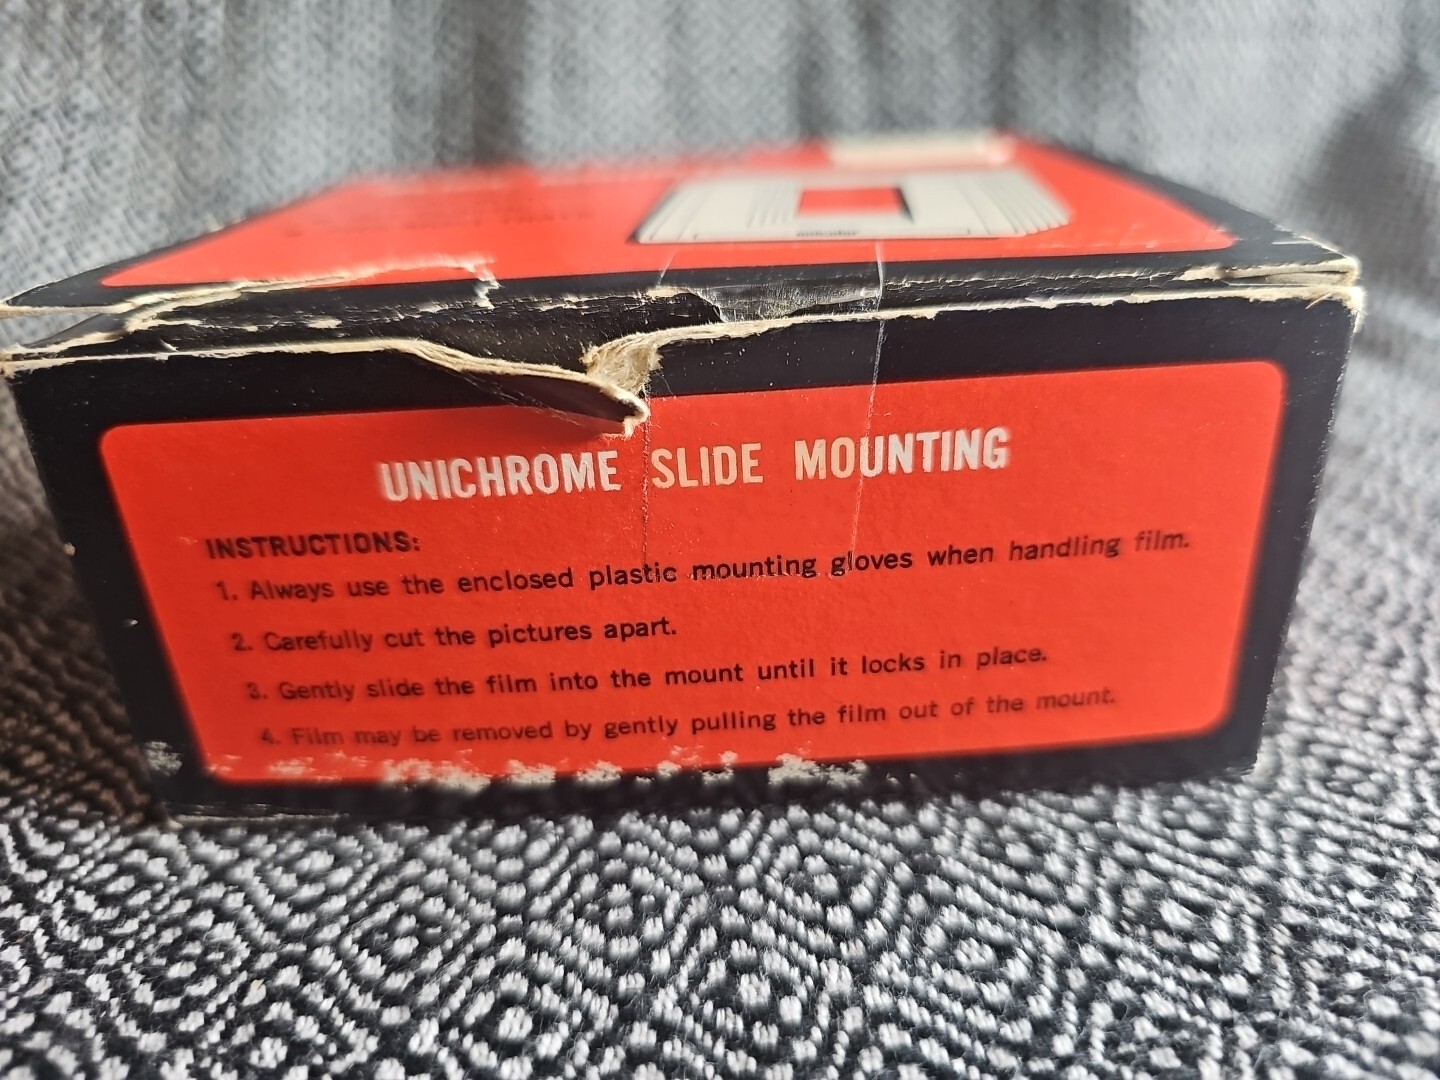 UNICHROME SLIDE MOUNTING
INSTRUCTIONS:
1. Always use the enclosed plastic mounting gloves when handling film.
2. Carefully cut the pictures apart.
3. Gently slide the film into the mount until it locks in place.
4. Film may be removed by gently pulling the film out of the mount.